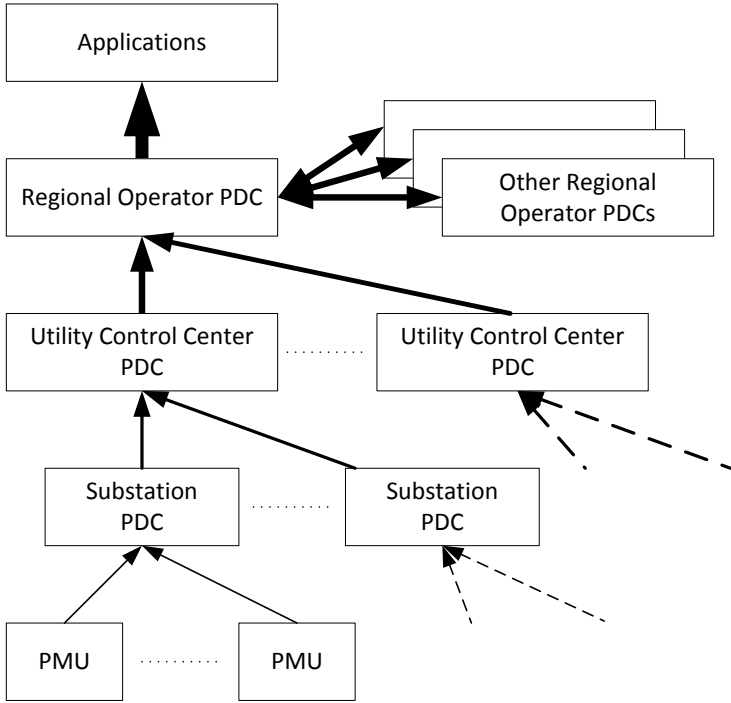 Applications
Regional Operator PDC
Other Regional
Operator PDCs
Utility Control Center
PDC
Utility Control Center
PDC
Substation
PDC
Substation
PDC
PMU
PMU